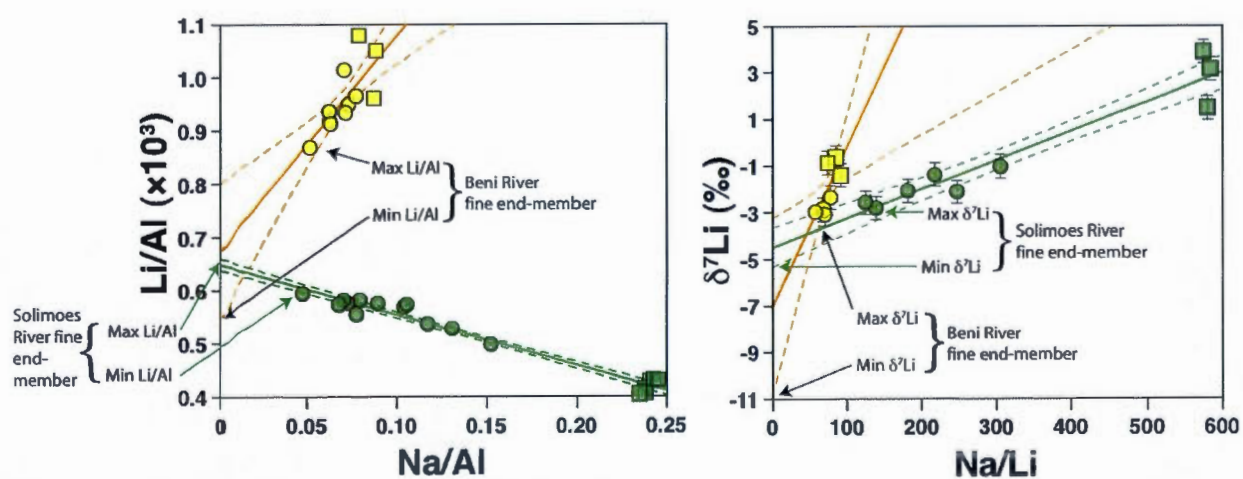 1.1
1.0
0.9
0.8
0.7
0.6
0.5
0.4
Li/Al (×10³)
0
0.05
0.10
0.15
0.20
0.25
Na/Al
Max Li/Al
Min Li/Al
Beni River
fine end-member
Solimoes
River fine
end-
member
Max Li/Al
Min Li/Al
5
3
1
-1
-3
-5
-7
-9
-11
δ⁷Li (‰)
0
100
200
300
400
500
600
Na/Li
Max δ⁷Li
Min δ⁷Li
Solimoes River
fine end-member
Max δ⁷Li
Min δ⁷Li
Beni River
fine end-member